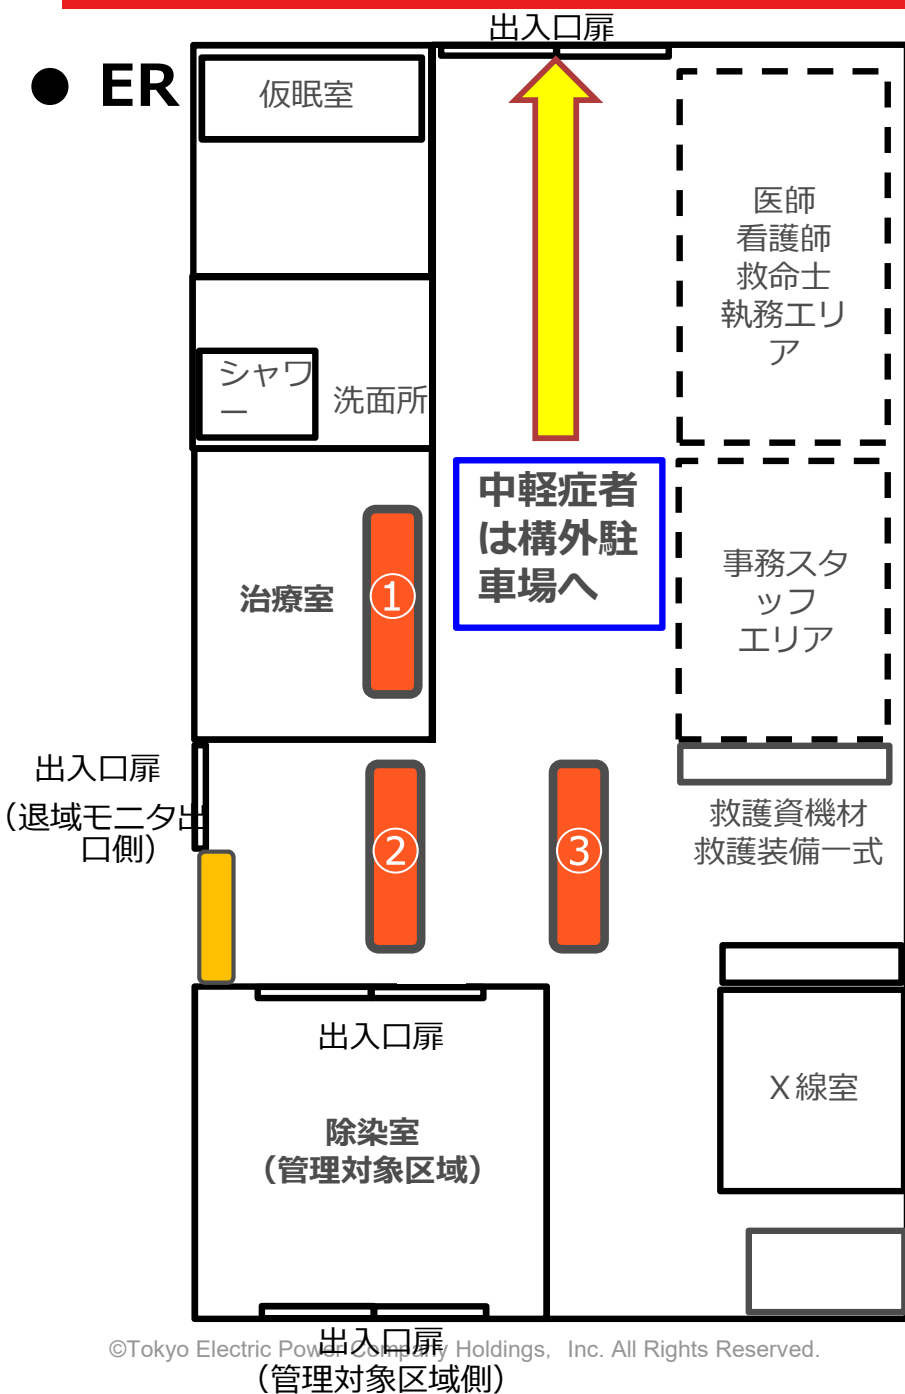 出入口扉
● ER
仮眠室
医師
看護師
救命士
執務エリ
ア
シャワ
ー
洗面所
中軽症者
は構外駐
車場へ
治療室
①
事務スタ
ッフ
エリア
出入口扉
（退域モニタ出
口側）
②
③
救護資機材
救護装備一式
出入口扉
Ｘ線室
除染室
（管理対象区域）
出入口扉
（管理対象区域側）
©Tokyo Electric Power Company Holdings, Inc. All Rights Reserved.